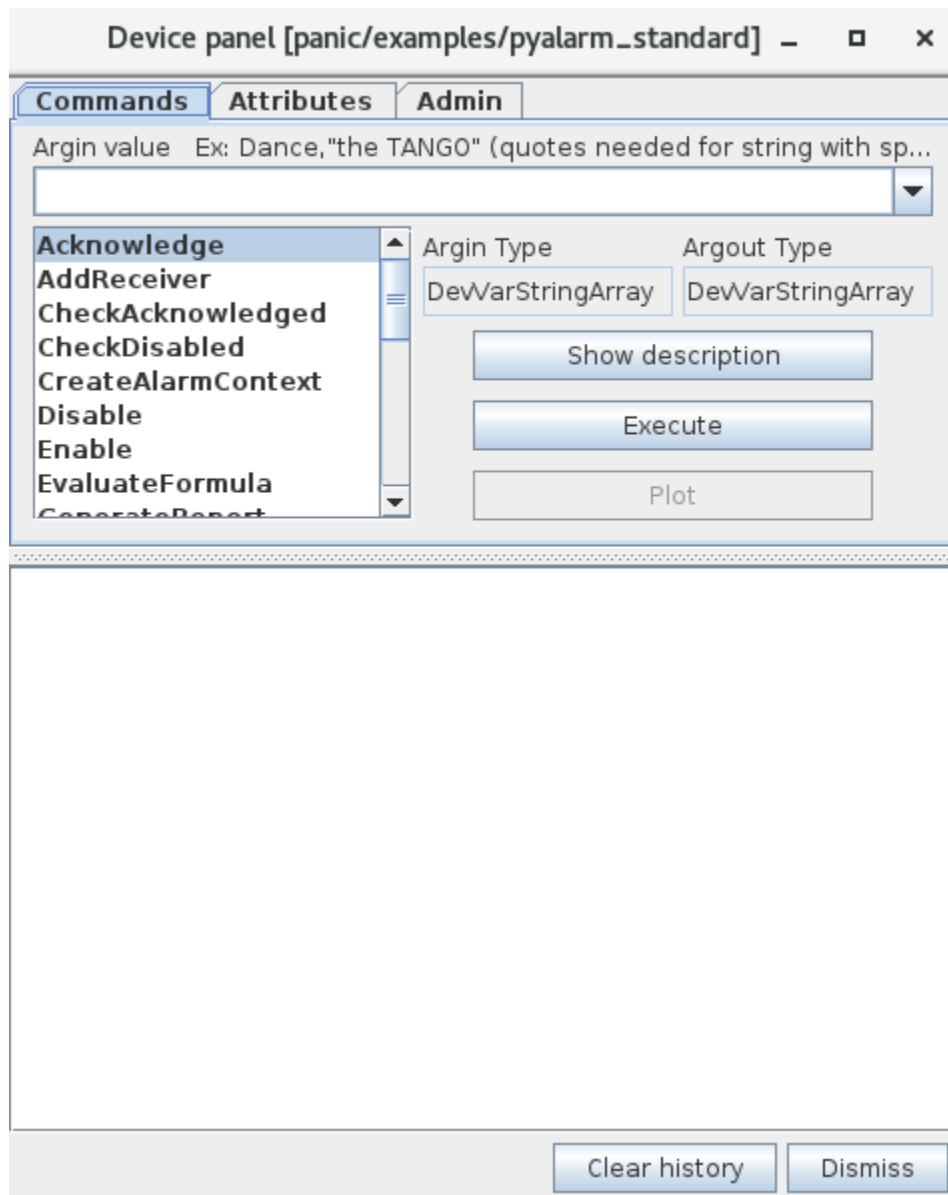 Device panel [panic/examples/pyalarm_standard]
Commands Attributes Admin
Argin value Ex: Dance,"the TANGO" (quotes needed for string with sp...
Acknowledge
AddReceiver
CheckAcknowledged
CheckDisabled
CreateAlarmContext
Disable
Enable
EvaluateFormula
GenerateReport
Argin Type Argout Type
DevVarStringArray DevVarStringArray
Show description
Execute
Plot
Clear history Dismiss